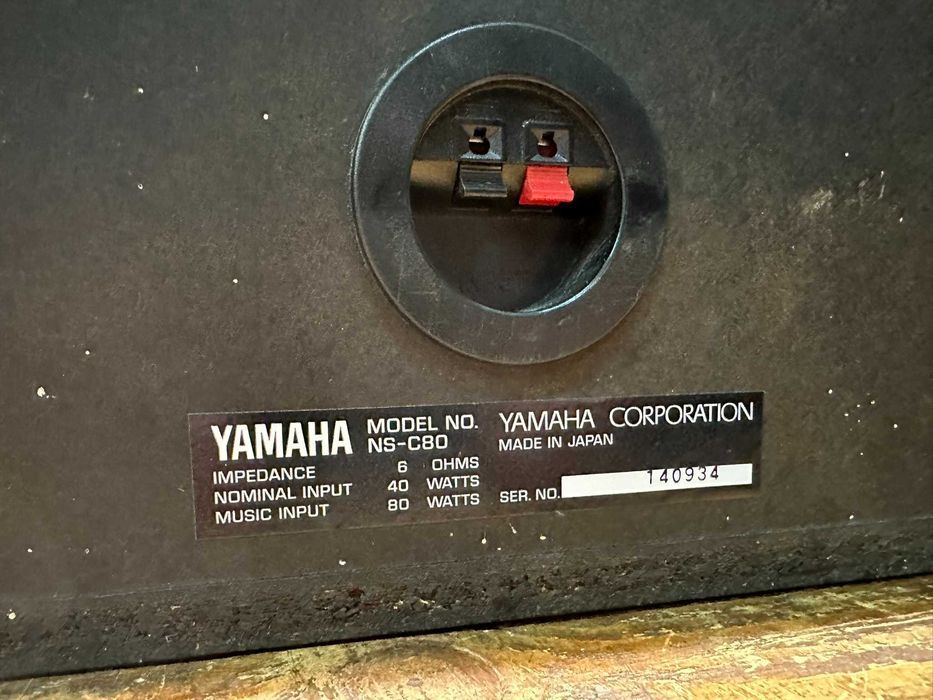 YAMAHA
MODEL NO.
NS-C80
IMPEDANCE 6 OHMS
NOMINAL INPUT 40 WATTS
MUSIC INPUT 80 WATTS
YAMAHA CORPORATION
MADE IN JAPAN
SER. NO. 140934